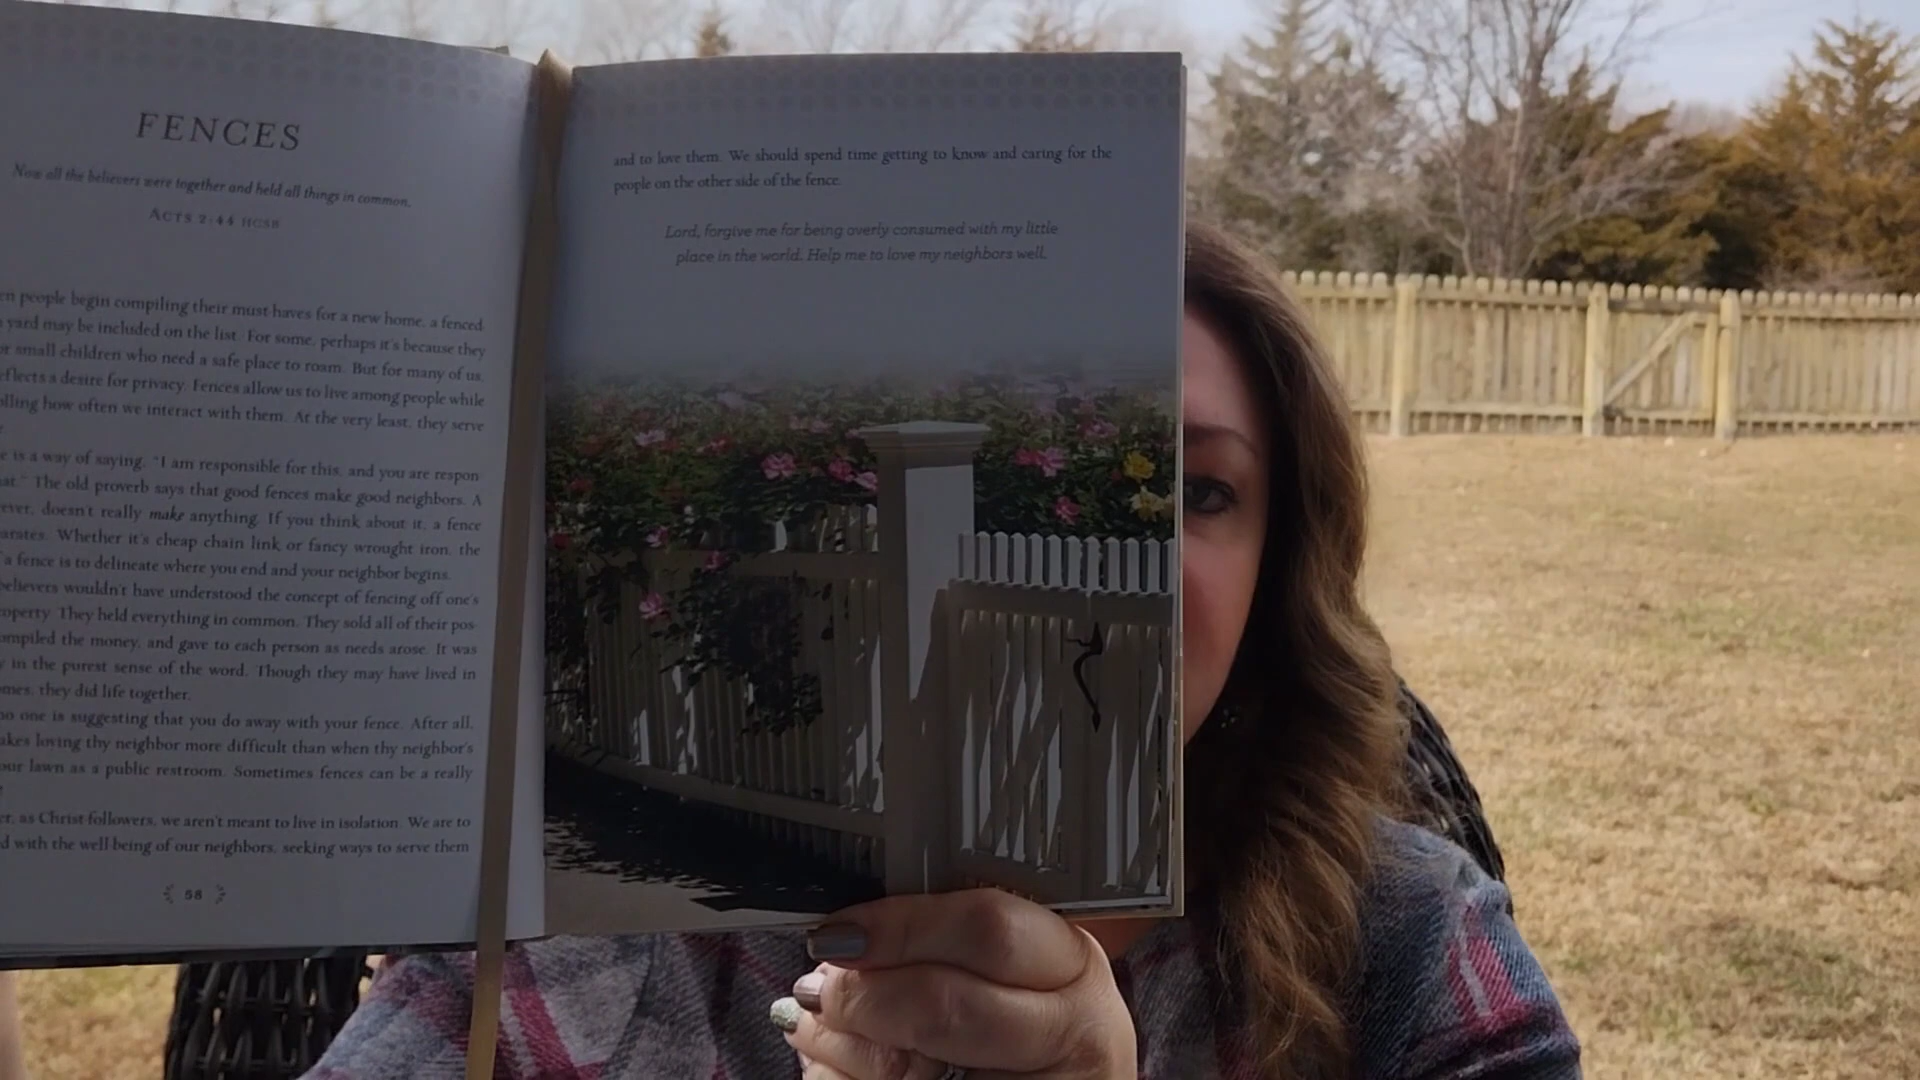 FENCES
Now all the believers were together and held all things in common.
ACTS 2:44 HCSB
people begin compiling their must-haves for a new home, a fenced
yard may be included on the list. For some, perhaps it's because they
small children who need a safe place to roam. But for many of us,
a desire for privacy. Fences allow us to live among people while
how often we interact with them. At the very least, they serve
is a way of saying, "I am responsible for this, and you are respon
The old proverb says that good fences make good neighbors. A
doesn't really make anything. If you think about it, a fence
Whether it's cheap chain link or fancy wrought iron, the
a fence is to delineate where you end and your neighbor begins.
believers wouldn't have understood the concept of fencing off one's
They held everything in common. They sold all of their pos
the money, and gave to each person as needs arose. It was
in the purest sense of the word. Though they may have lived in
they did life together.
no one is suggesting that you do away with your fence. After all,
loving thy neighbor more difficult than when thy neighbor's
lawn as a public restroom. Sometimes fences can be a really
as Christ-followers, we aren't meant to live in isolation. We are to
with the well-being of our neighbors, seeking ways to serve them
58
and to love them. We should spend time getting to know and caring for the
people on the other side of the fence.
Lord, forgive me for being overly consumed with my little
place in the world. Help me to love my neighbors well.